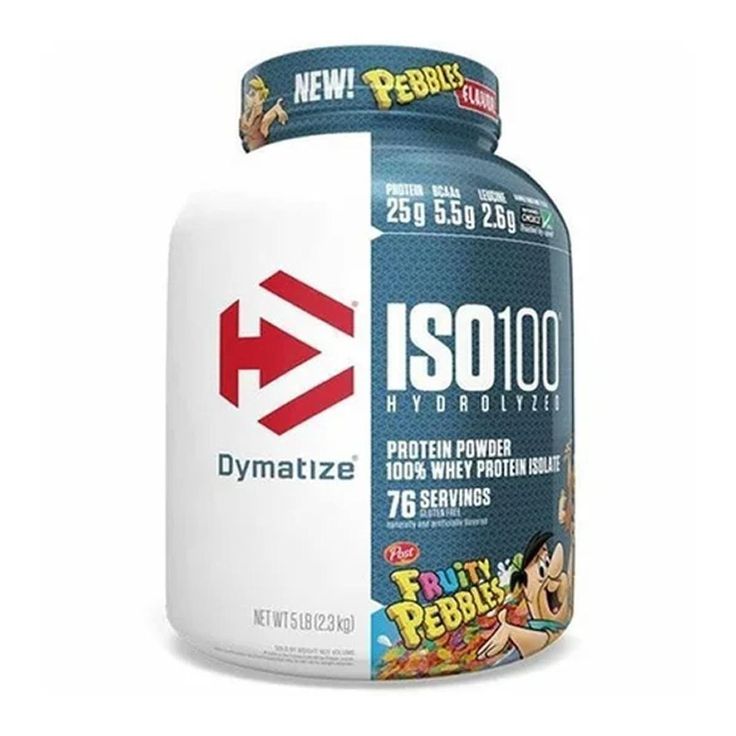 NEW! PEBBLES
FLAVOR
PROTEIN BCAAs LEUCINE
25g 5.5g 2.6g
ISO100®
HYDROLYZED
Dymatize®
PROTEIN POWDER
100% WHEY PROTEIN ISOLATE
76 SERVINGS
GLUTEN FREE
naturally and artificially flavored
Post
FRUITY
PEBBLES
NET WT 5 LB (2.3 kg)
SOLD BY WEIGHT NOT VOLUME